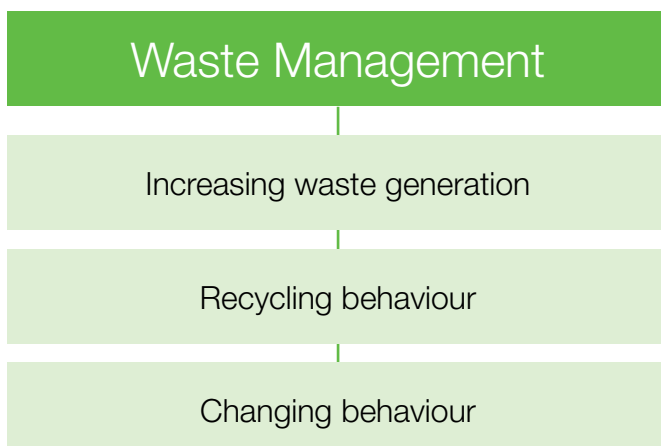 Waste Management
Increasing waste generation
Recycling behaviour
Changing behaviour